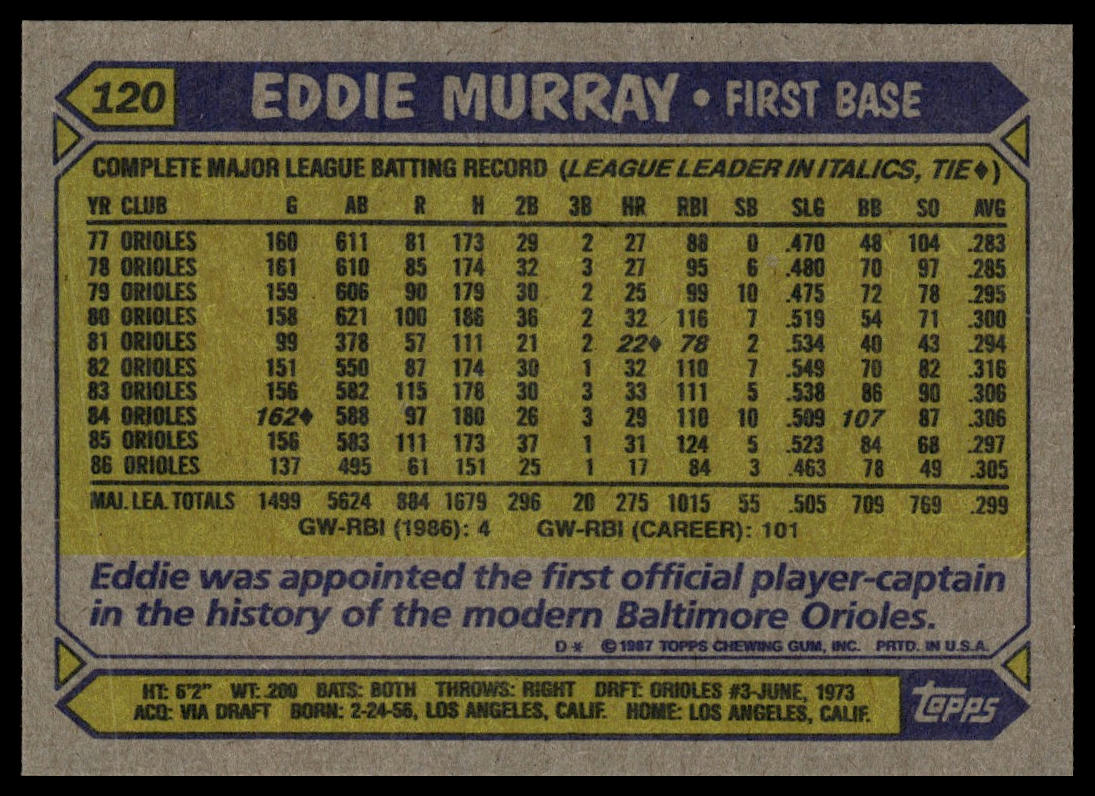 120 EDDIE MURRAY • FIRST BASE
COMPLETE MAJOR LEAGUE BATTING RECORD (LEAGUE LEADER IN ITALICS, TIE♦)
YR CLUB G AB R H 2B 3B HR RBI SB SLG BB SO AVG
77 ORIOLES 160 611 81 173 29 2 27 88 0 .470 48 104 .283
78 ORIOLES 161 610 85 174 32 3 27 95 6 .480 70 97 .285
79 ORIOLES 159 606 90 179 30 2 25 99 10 .475 72 78 .295
80 ORIOLES 158 621 100 186 36 2 32 116 7 .519 54 71 .300
81 ORIOLES 99 378 57 111 21 2 22♦ 78 2 .534 40 43 .294
82 ORIOLES 151 550 87 174 30 1 32 110 7 .549 70 82 .316
83 ORIOLES 156 582 115 178 30 3 33 111 5 .538 86 90 .306
84 ORIOLES 162♦ 588 97 180 26 3 29 110 10 .509 107 87 .306
85 ORIOLES 156 583 111 173 37 1 31 124 5 .523 84 68 .297
86 ORIOLES 137 495 61 151 25 1 17 84 3 .463 78 49 .305
MAJ. LEA. TOTALS 1499 5624 884 1679 296 20 275 1015 55 .505 709 769 .299
GW-RBI (1986): 4 GW-RBI (CAREER): 101
Eddie was appointed the first official player-captain
in the history of the modern Baltimore Orioles.
D* ©1987 TOPPS CHEWING GUM, INC. PRTD. IN U.S.A.
HT: 6'2" WT: 200 BATS: BOTH THROWS: RIGHT DRFT: ORIOLES #3-JUNE, 1973
ACQ: VIA DRAFT BORN: 2-24-56, LOS ANGELES, CALIF. HOME: LOS ANGELES, CALIF.
Topps